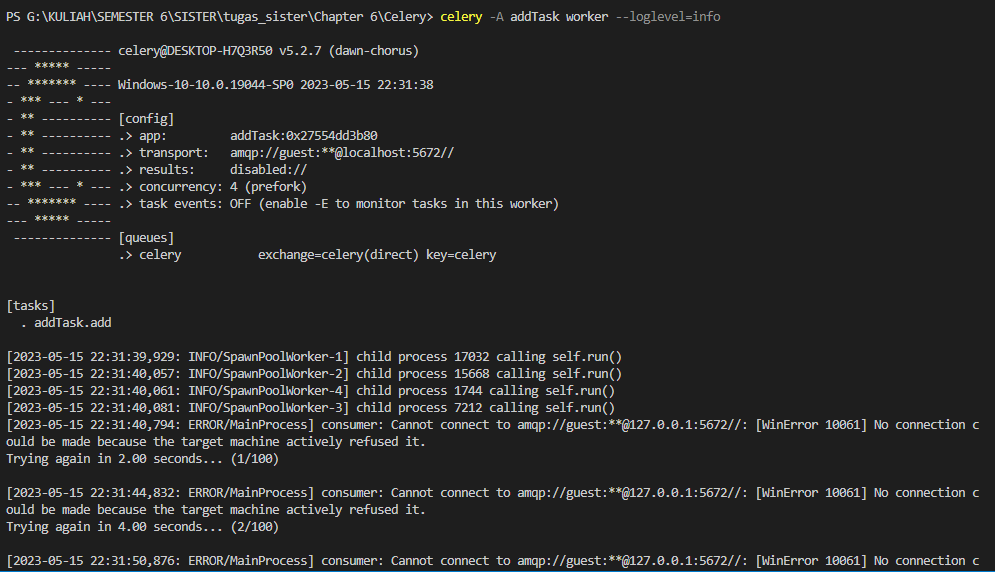 PS G:\KULIAH\SEMESTER 6\SISTER\tugas_sister\Chapter 6\Celery> celery -A addTask worker --loglevel=info

 -------------- celery@DESKTOP-H7Q3R50 v5.2.7 (dawn-chorus)
--- ***** -----
-- ******* ---- Windows-10-10.0.19044-SP0 2023-05-15 22:31:38
- *** --- * ---
- ** ---------- [config]
- ** ---------- .> app:         addTask:0x27554dd3b80
- ** ---------- .> transport:   amqp://guest:**@localhost:5672//
- ** ---------- .> results:     disabled://
- *** --- * --- .> concurrency: 4 (prefork)
-- ******* ---- .> task events: OFF (enable -E to monitor tasks in this worker)
--- ***** -----
 -------------- [queues]
                .> celery           exchange=celery(direct) key=celery


[tasks]
  . addTask.add

[2023-05-15 22:31:39,929: INFO/SpawnPoolWorker-1] child process 17032 calling self.run()
[2023-05-15 22:31:40,057: INFO/SpawnPoolWorker-2] child process 15668 calling self.run()
[2023-05-15 22:31:40,061: INFO/SpawnPoolWorker-4] child process 1744 calling self.run()
[2023-05-15 22:31:40,081: INFO/SpawnPoolWorker-3] child process 7212 calling self.run()
[2023-05-15 22:31:40,794: ERROR/MainProcess] consumer: Cannot connect to amqp://guest:**@127.0.0.1:5672//: [WinError 10061] No connection c
ould be made because the target machine actively refused it.
Trying again in 2.00 seconds... (1/100)

[2023-05-15 22:31:44,832: ERROR/MainProcess] consumer: Cannot connect to amqp://guest:**@127.0.0.1:5672//: [WinError 10061] No connection c
ould be made because the target machine actively refused it.
Trying again in 4.00 seconds... (2/100)

[2023-05-15 22:31:50,876: ERROR/MainProcess] consumer: Cannot connect to amqp://guest:**@127.0.0.1:5672//: [WinError 10061] No connection c